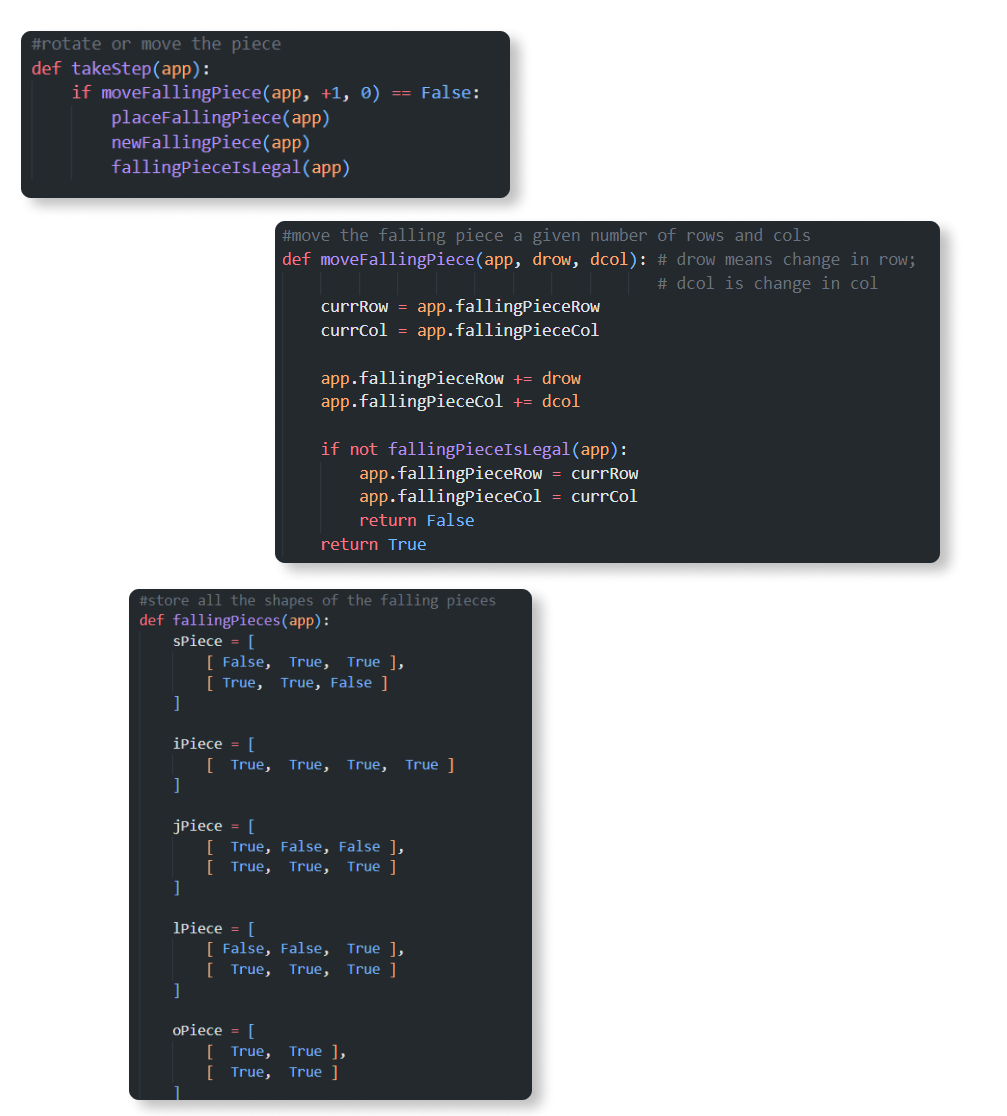 #rotate or move the piece
def takeStep(app):
    if moveFallingPiece(app, +1, 0) == False:
        placeFallingPiece(app)
        newFallingPiece(app)
        fallingPieceIsLegal(app)
#move the falling piece a given number of rows and cols
def moveFallingPiece(app, drow, dcol): # drow means change in row;
                                       # dcol is change in col
    currRow = app.fallingPieceRow
    currCol = app.fallingPieceCol
    app.fallingPieceRow += drow
    app.fallingPieceCol += dcol
    if not fallingPieceIsLegal(app):
        app.fallingPieceRow = currRow
        app.fallingPieceCol = currCol
        return False
    return True
#store all the shapes of the falling pieces
def fallingPieces(app):
    sPiece = [
        [ False,  True,  True ],
        [ True,  True, False ]
    ]
    iPiece = [
        [  True,  True,  True,  True ]
    ]
    jPiece = [
        [  True, False, False ],
        [  True,  True,  True ]
    ]
    lPiece = [
        [ False, False,  True ],
        [  True,  True,  True ]
    ]
    oPiece = [
        [  True,  True ],
        [  True,  True ]
    ]